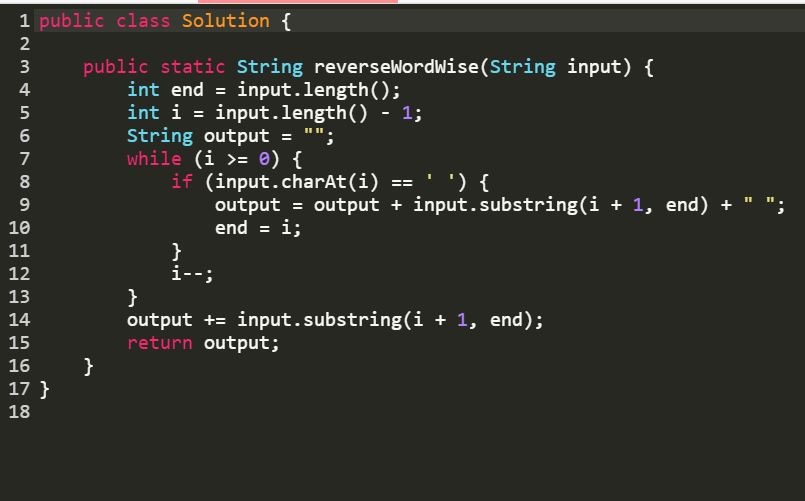 1 public class Solution {
2
3     public static String reverseWordWise(String input) {
4         int end = input.length();
5         int i = input.length() - 1;
6         String output = "";
7         while (i >= 0) {
8             if (input.charAt(i) == ' ') {
9                 output = output + input.substring(i + 1, end) + " ";
10                 end = i;
11             }
12             i--;
13         }
14         output += input.substring(i + 1, end);
15         return output;
16     }
17 }
18